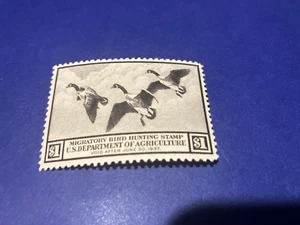 MIGRATORY BIRD HUNTING STAMP
$1 U.S. DEPARTMENT OF AGRICULTURE $1
VOID AFTER JUNE 30, 1937.